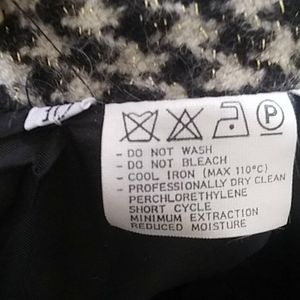 P
- DO NOT WASH
- DO NOT BLEACH
- COOL IRON (MAX 110°C)
- PROFESSIONALLY DRY CLEAN
PERCHLORETHYLENE
SHORT CYCLE
MINIMUM EXTRACTION
REDUCED MOISTURE